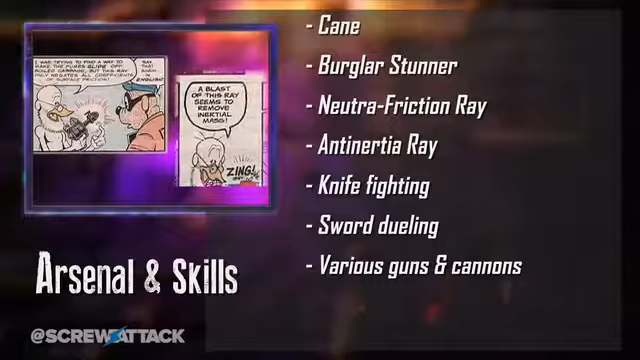 I WAS TRYING TO FIND A WAY TO
MAKE THE FUMES SLIDE OFF
BOILED CABBAGE, BUT THIS RAY
ONLY NEGATES ALL COEFFICIENTS
OF SURFACE FRICTION!
SAY
THAT
AGAIN
IN
ENGLISH!
A BLAST
OF THIS RAY
SEEMS TO
REMOVE
INERTIAL
MASS!
ZING!
Arsenal & Skills
- Cane
- Burglar Stunner
- Neutra-Friction Ray
- Antinertia Ray
- Knife fighting
- Sword dueling
- Various guns & cannons
@SCREWATTACK